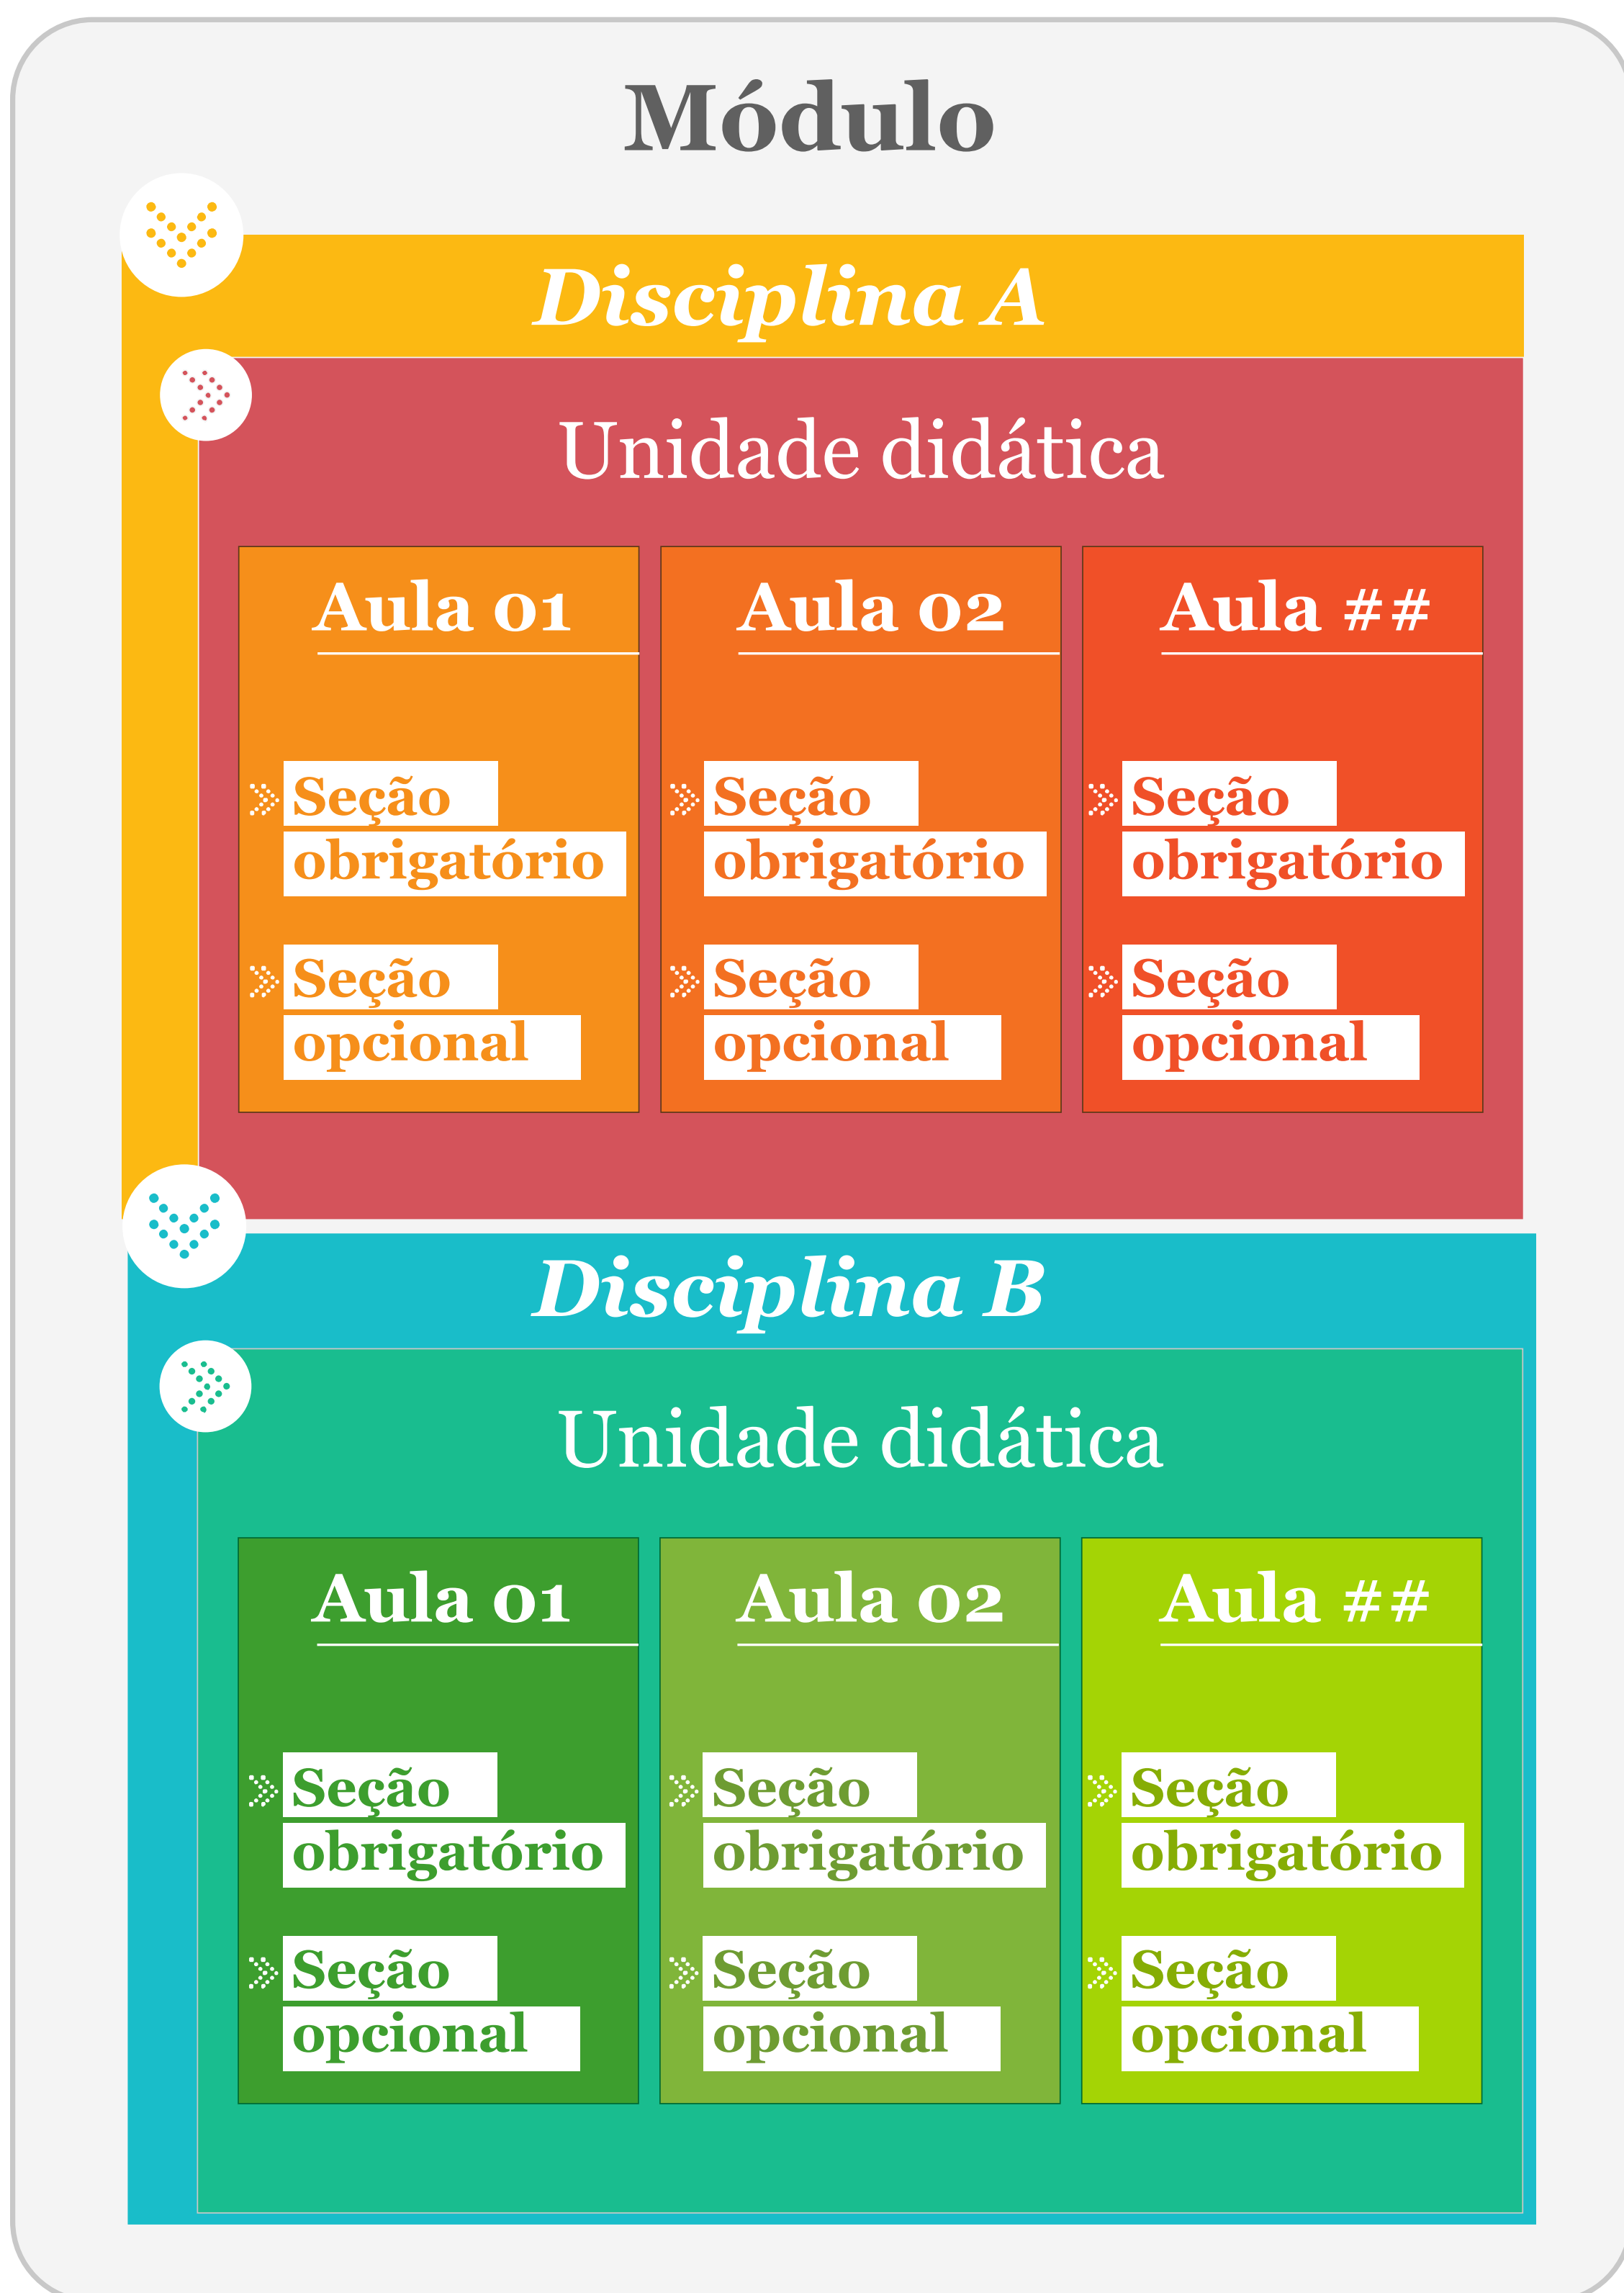 Módulo
Disciplina A
Unidade didática
Aula 01
Seção
obrigatório
Seção
opcional
Aula 02
Seção
obrigatório
Seção
opcional
Aula ##
Seção
obrigatório
Seção
opcional
Disciplina B
Unidade didática
Aula 01
Seção
obrigatório
Seção
opcional
Aula 02
Seção
obrigatório
Seção
opcional
Aula ##
Seção
obrigatório
Seção
opcional